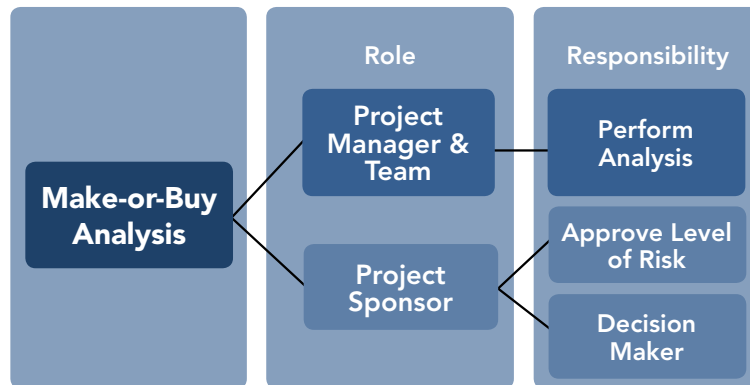 Make-or-Buy
Analysis
Role
Project
Manager &
Team
Project
Sponsor
Responsibility
Perform
Analysis
Approve Level
of Risk
Decision
Maker